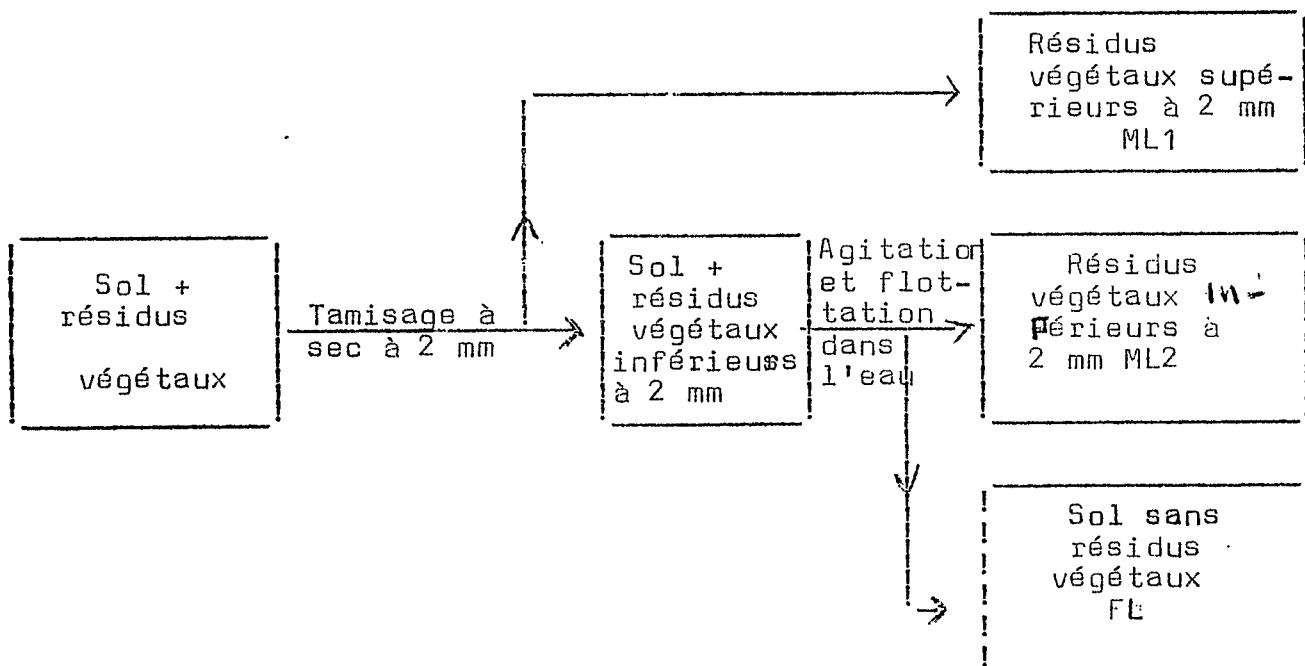 Sol +
résidus
végétaux
Tamisage à
sec à 2 mm
Résidus
végétaux supé-
rieurs à 2 mm
ML1
Sol +
résidus
végétaux
inférieuss
à 2 mm
Agitation
et flot-
tation
dans
l'eau
Résidus
végétaux in-
férieurs à
2 mm ML2
Sol sans
résidus
végétaux
FL